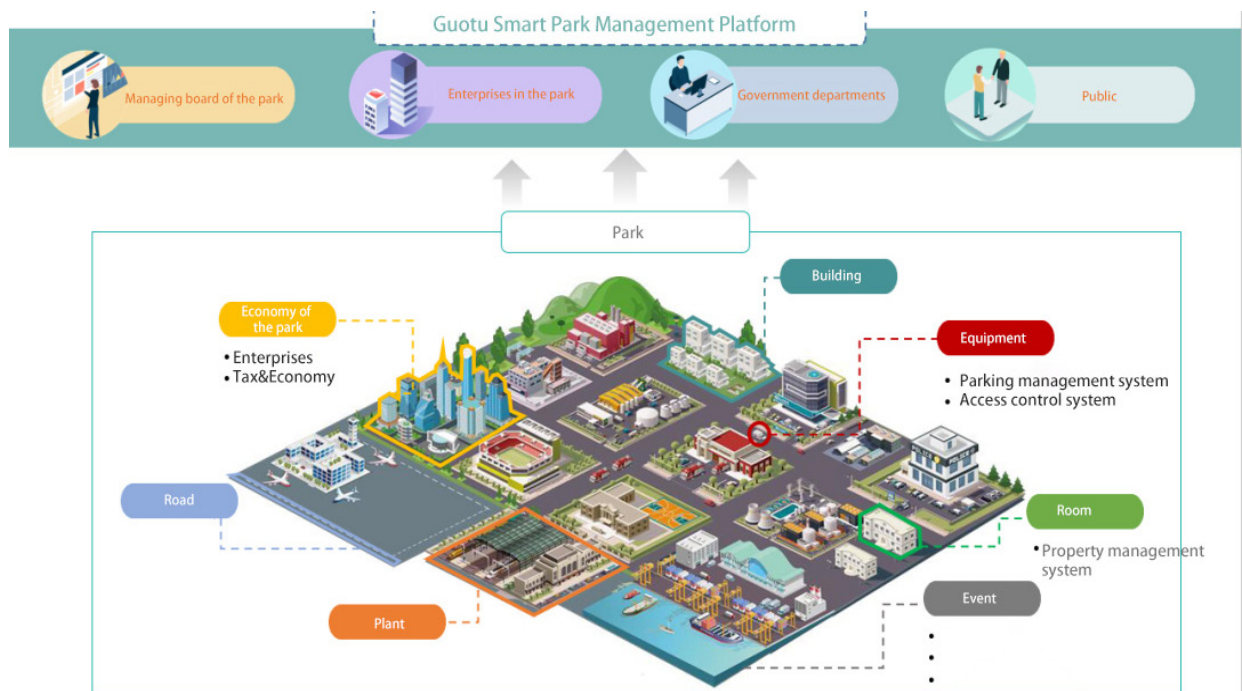 Guotu Smart Park Management Platform
Managing board of the park
Enterprises in the park
Government departments
Public
Park
Building
Economy of
the park
• Enterprises
• Tax&Economy
Equipment
• Parking management system
• Access control system
Road
Room
• Property management
system
Event
•
•
•
Plant